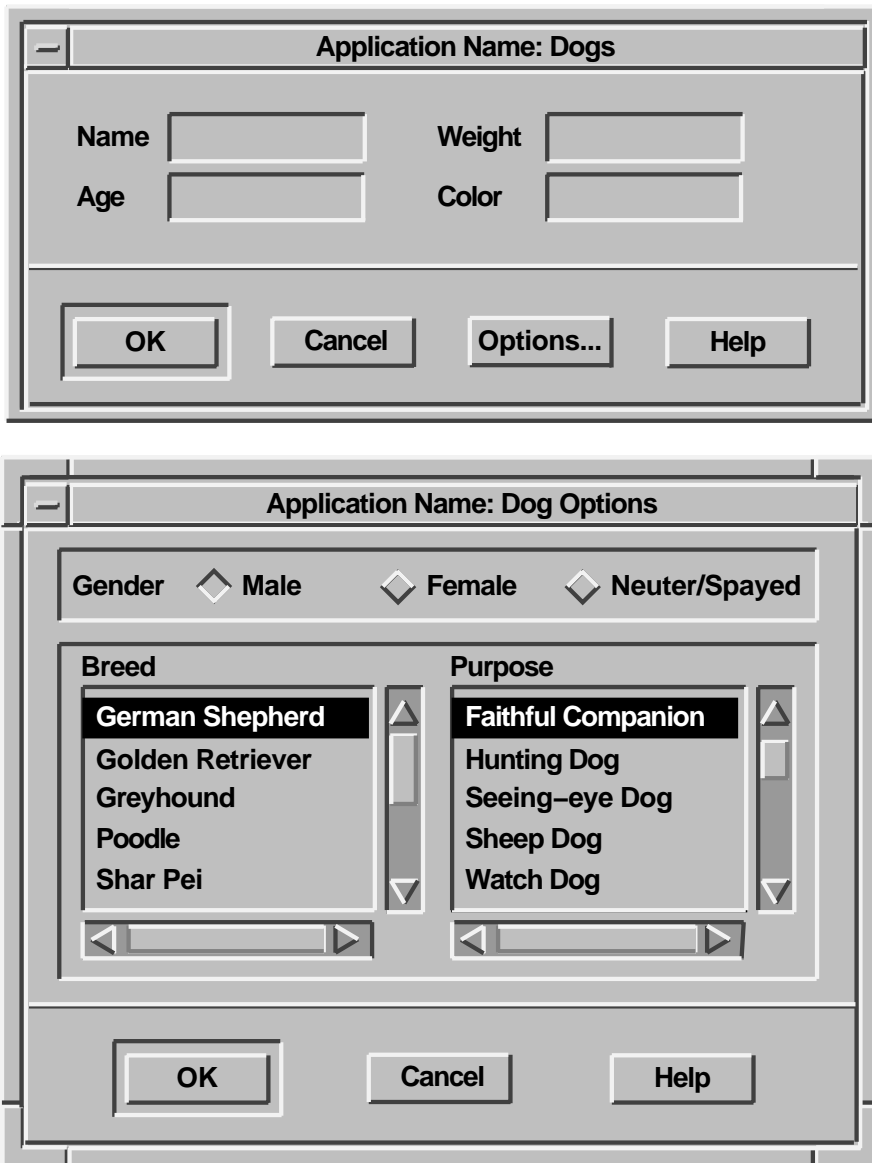 Application Name: Dogs
Name Weight
Age Color
OK Cancel Options... Help
Application Name: Dog Options
Gender Male Female Neuter/Spayed
Breed
German Shepherd
Golden Retriever
Greyhound
Poodle
Shar Pei
Purpose
Faithful Companion
Hunting Dog
Seeing−eye Dog
Sheep Dog
Watch Dog
OK Cancel Help